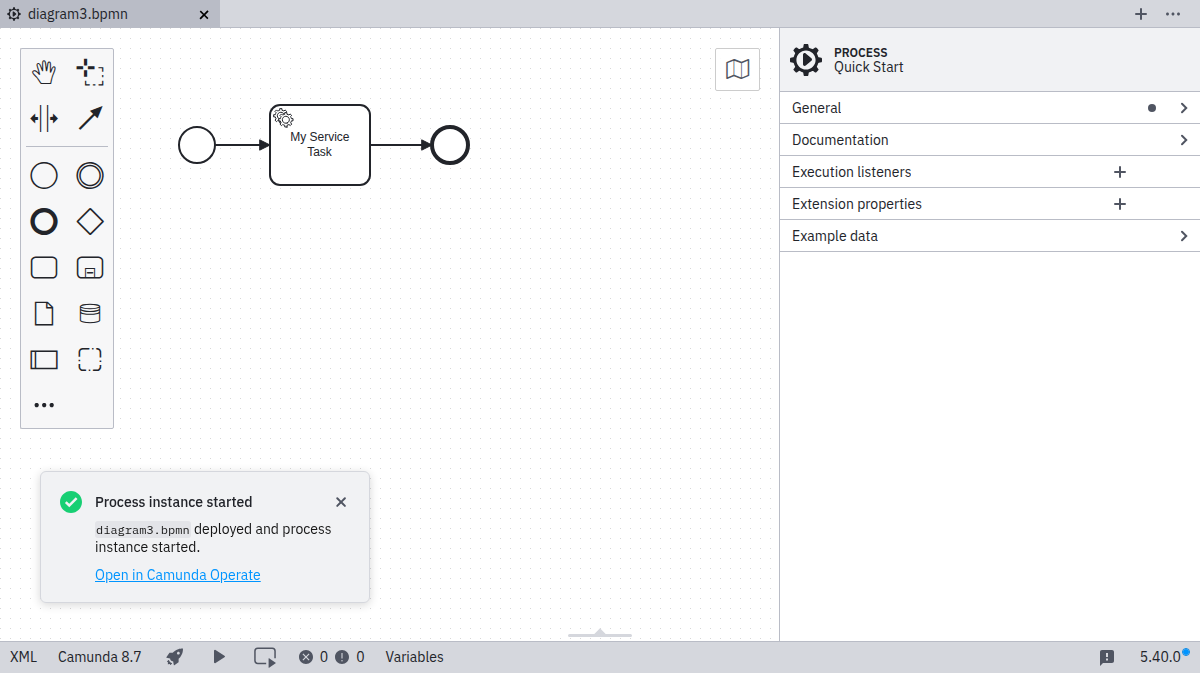 diagram3.bpmn
PROCESS
Quick Start
General
Documentation
Execution listeners
Extension properties
Example data
My Service
Task
Process instance started
diagram3.bpmn deployed and process
instance started.
Open in Camunda Operate
XML Camunda 8.7 0 0 Variables 5.40.0